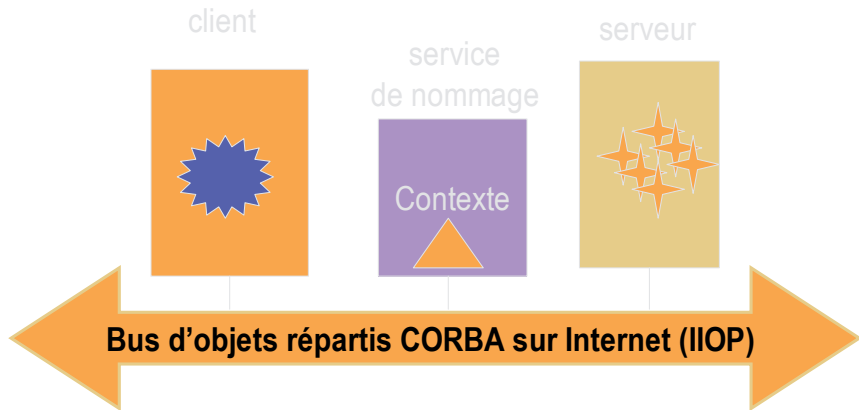 client
service
de nommage
serveur
Contexte
Bus d'objets répartis CORBA sur Internet (IIOP)